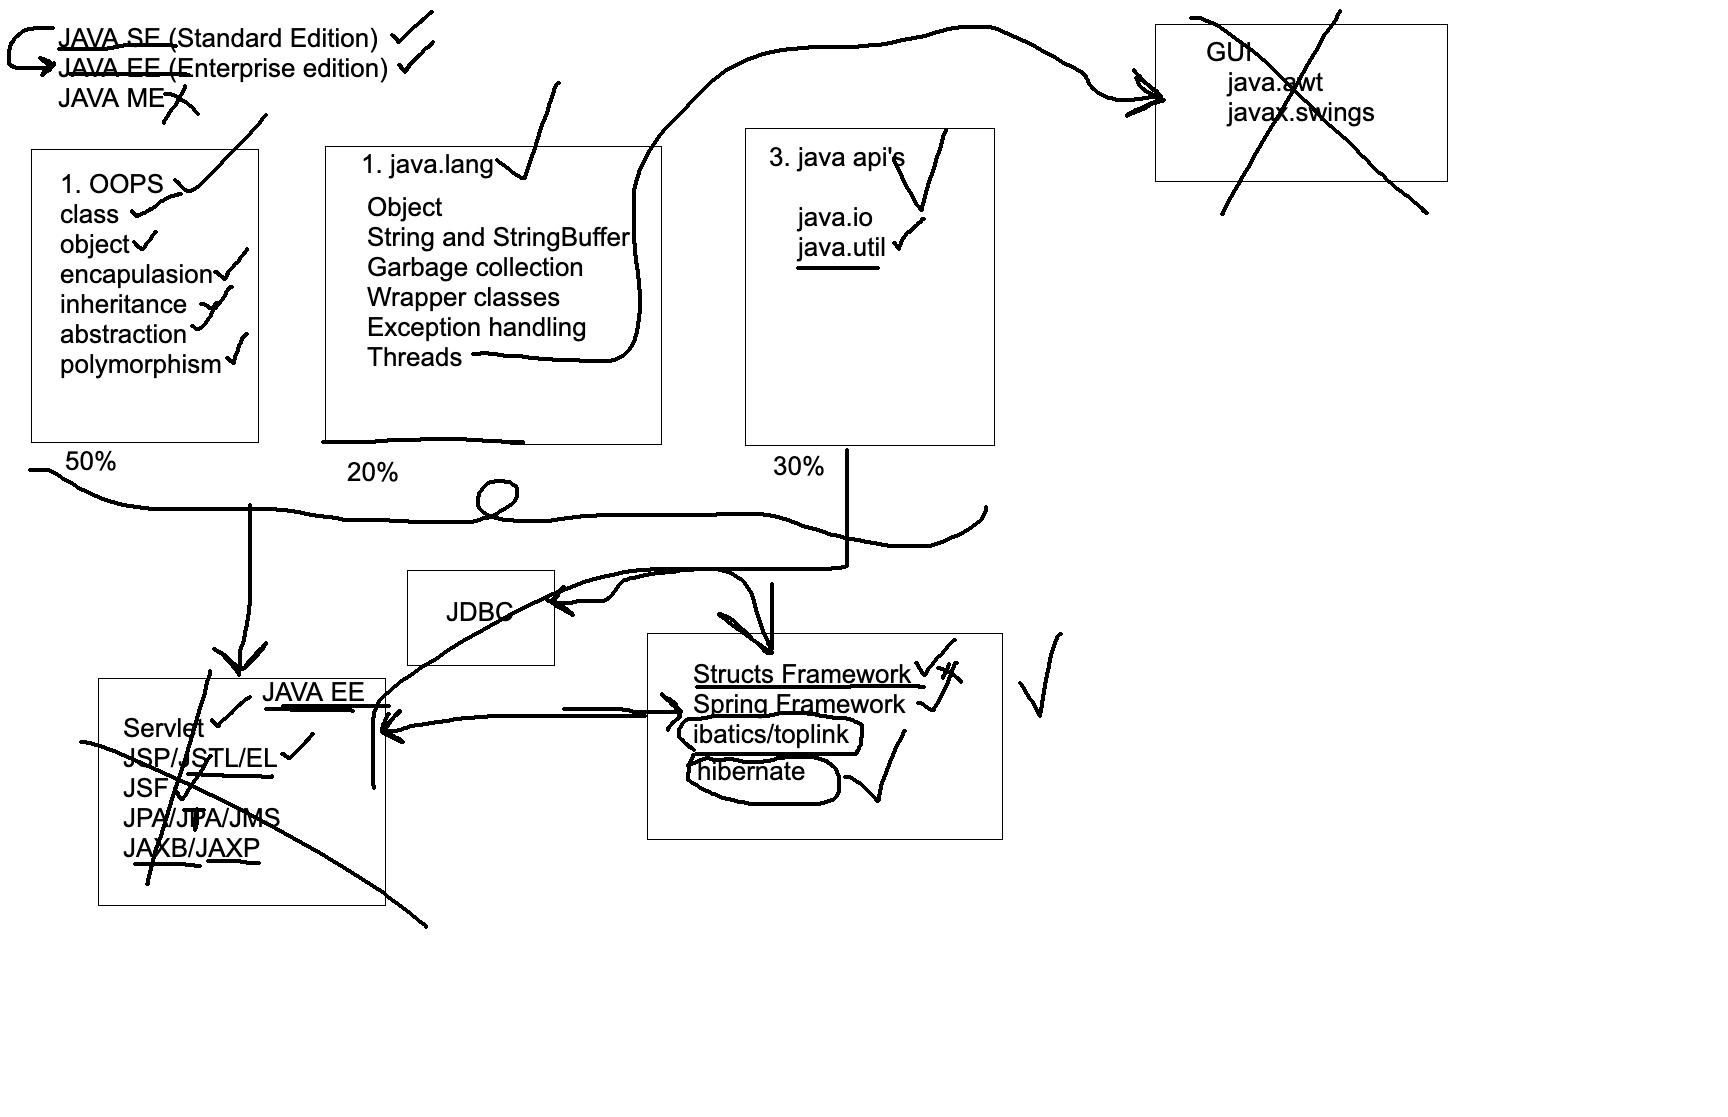 JAVA SE (Standard Edition)
JAVA EE (Enterprise edition)
JAVA ME
GUI
java.awt
javax.swings
1. OOPS
class
object
encapulasion
inheritance
abstraction
polymorphism
50%
1. java.lang
Object
String and StringBuffer
Garbage collection
Wrapper classes
Exception handling
Threads
20%
3. java api's
java.io
java.util
30%
JDBC
JAVA EE
Servlet
JSP/JSTL/EL
JSF
JPA/JTA/JMS
JAXB/JAXP
Structs Framework
Spring Framework
ibatics/toplink
hibernate